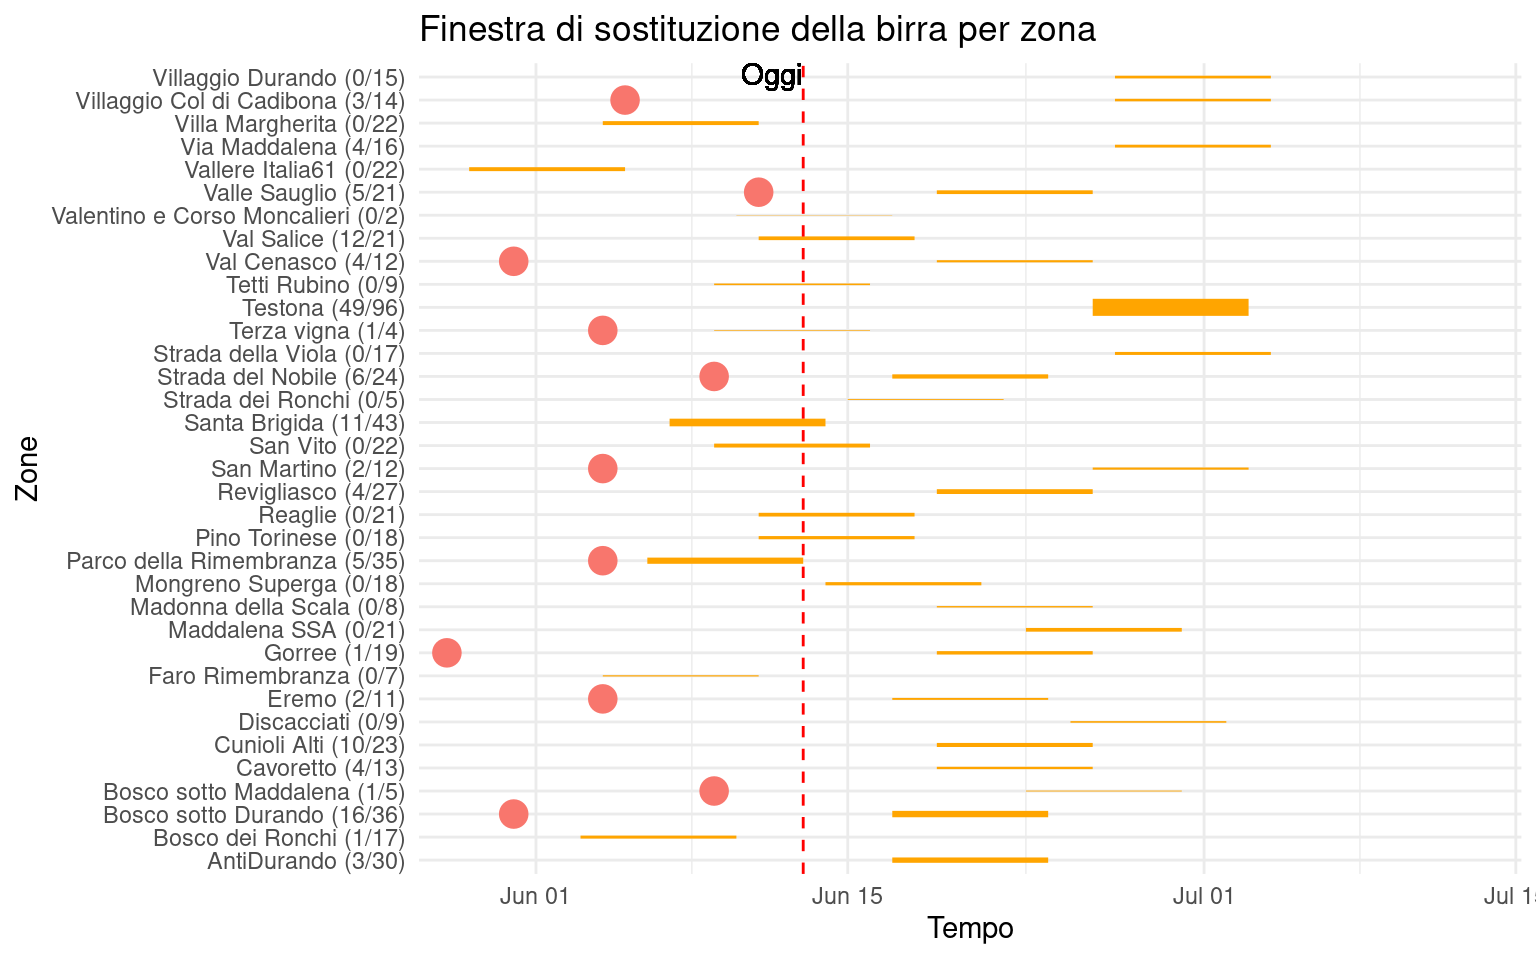 Finestra di sostituzione della birra per zona
Oggi
Villaggio Durando (0/15)
Villaggio Col di Cadibona (3/14)
Villa Margherita (0/22)
Via Maddalena (4/16)
Vallere Italia61 (0/22)
Valle Sauglio (5/21)
Valentino e Corso Moncalieri (0/2)
Val Salice (12/21)
Val Cenasco (4/12)
Tetti Rubino (0/9)
Testona (49/96)
Terza vigna (1/4)
Strada della Viola (0/17)
Strada del Nobile (6/24)
Strada dei Ronchi (0/5)
Santa Brigida (11/43)
San Vito (0/22)
San Martino (2/12)
Revigliasco (4/27)
Reaglie (0/21)
Pino Torinese (0/18)
Parco della Rimembranza (5/35)
Mongreno Superga (0/18)
Madonna della Scala (0/8)
Maddalena SSA (0/21)
Gorree (1/19)
Faro Rimembranza (0/7)
Eremo (2/11)
Discacciati (0/9)
Cunioli Alti (10/23)
Cavoretto (4/13)
Bosco sotto Maddalena (1/5)
Bosco sotto Durando (16/36)
Bosco dei Ronchi (1/17)
AntiDurando (3/30)
Zone
Jun 01 Jun 15 Jul 01 Jul 15
Tempo